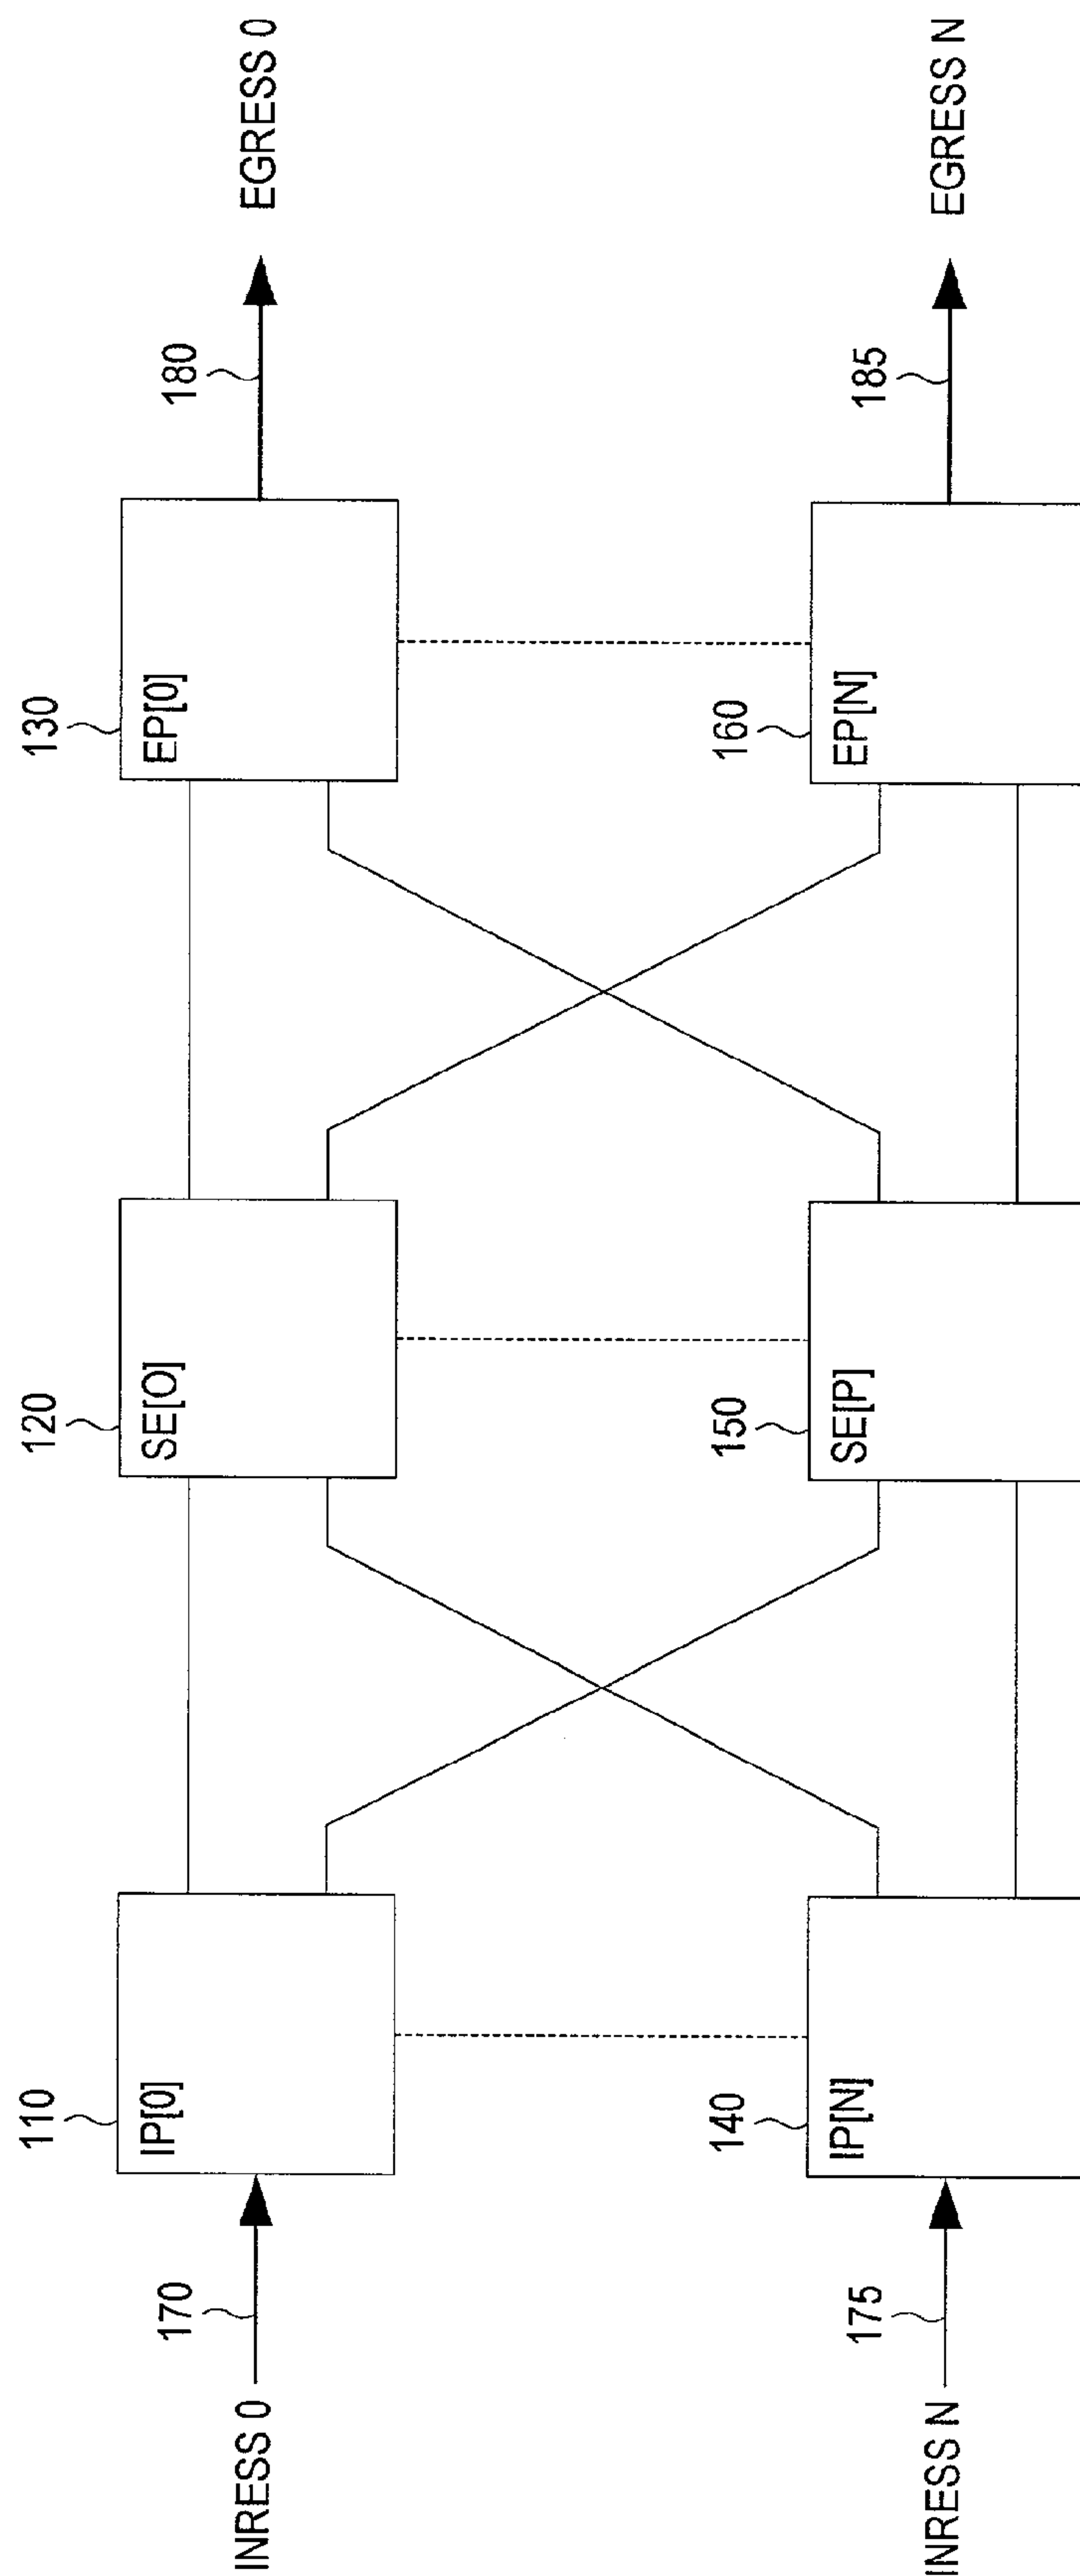 110
120
130
IP[0]
SE[O]
EP[0]
INRESS 0
170
180
EGRESS 0
140
150
160
IP[N]
SE[P]
EP[N]
INRESS N
175
185
EGRESS N